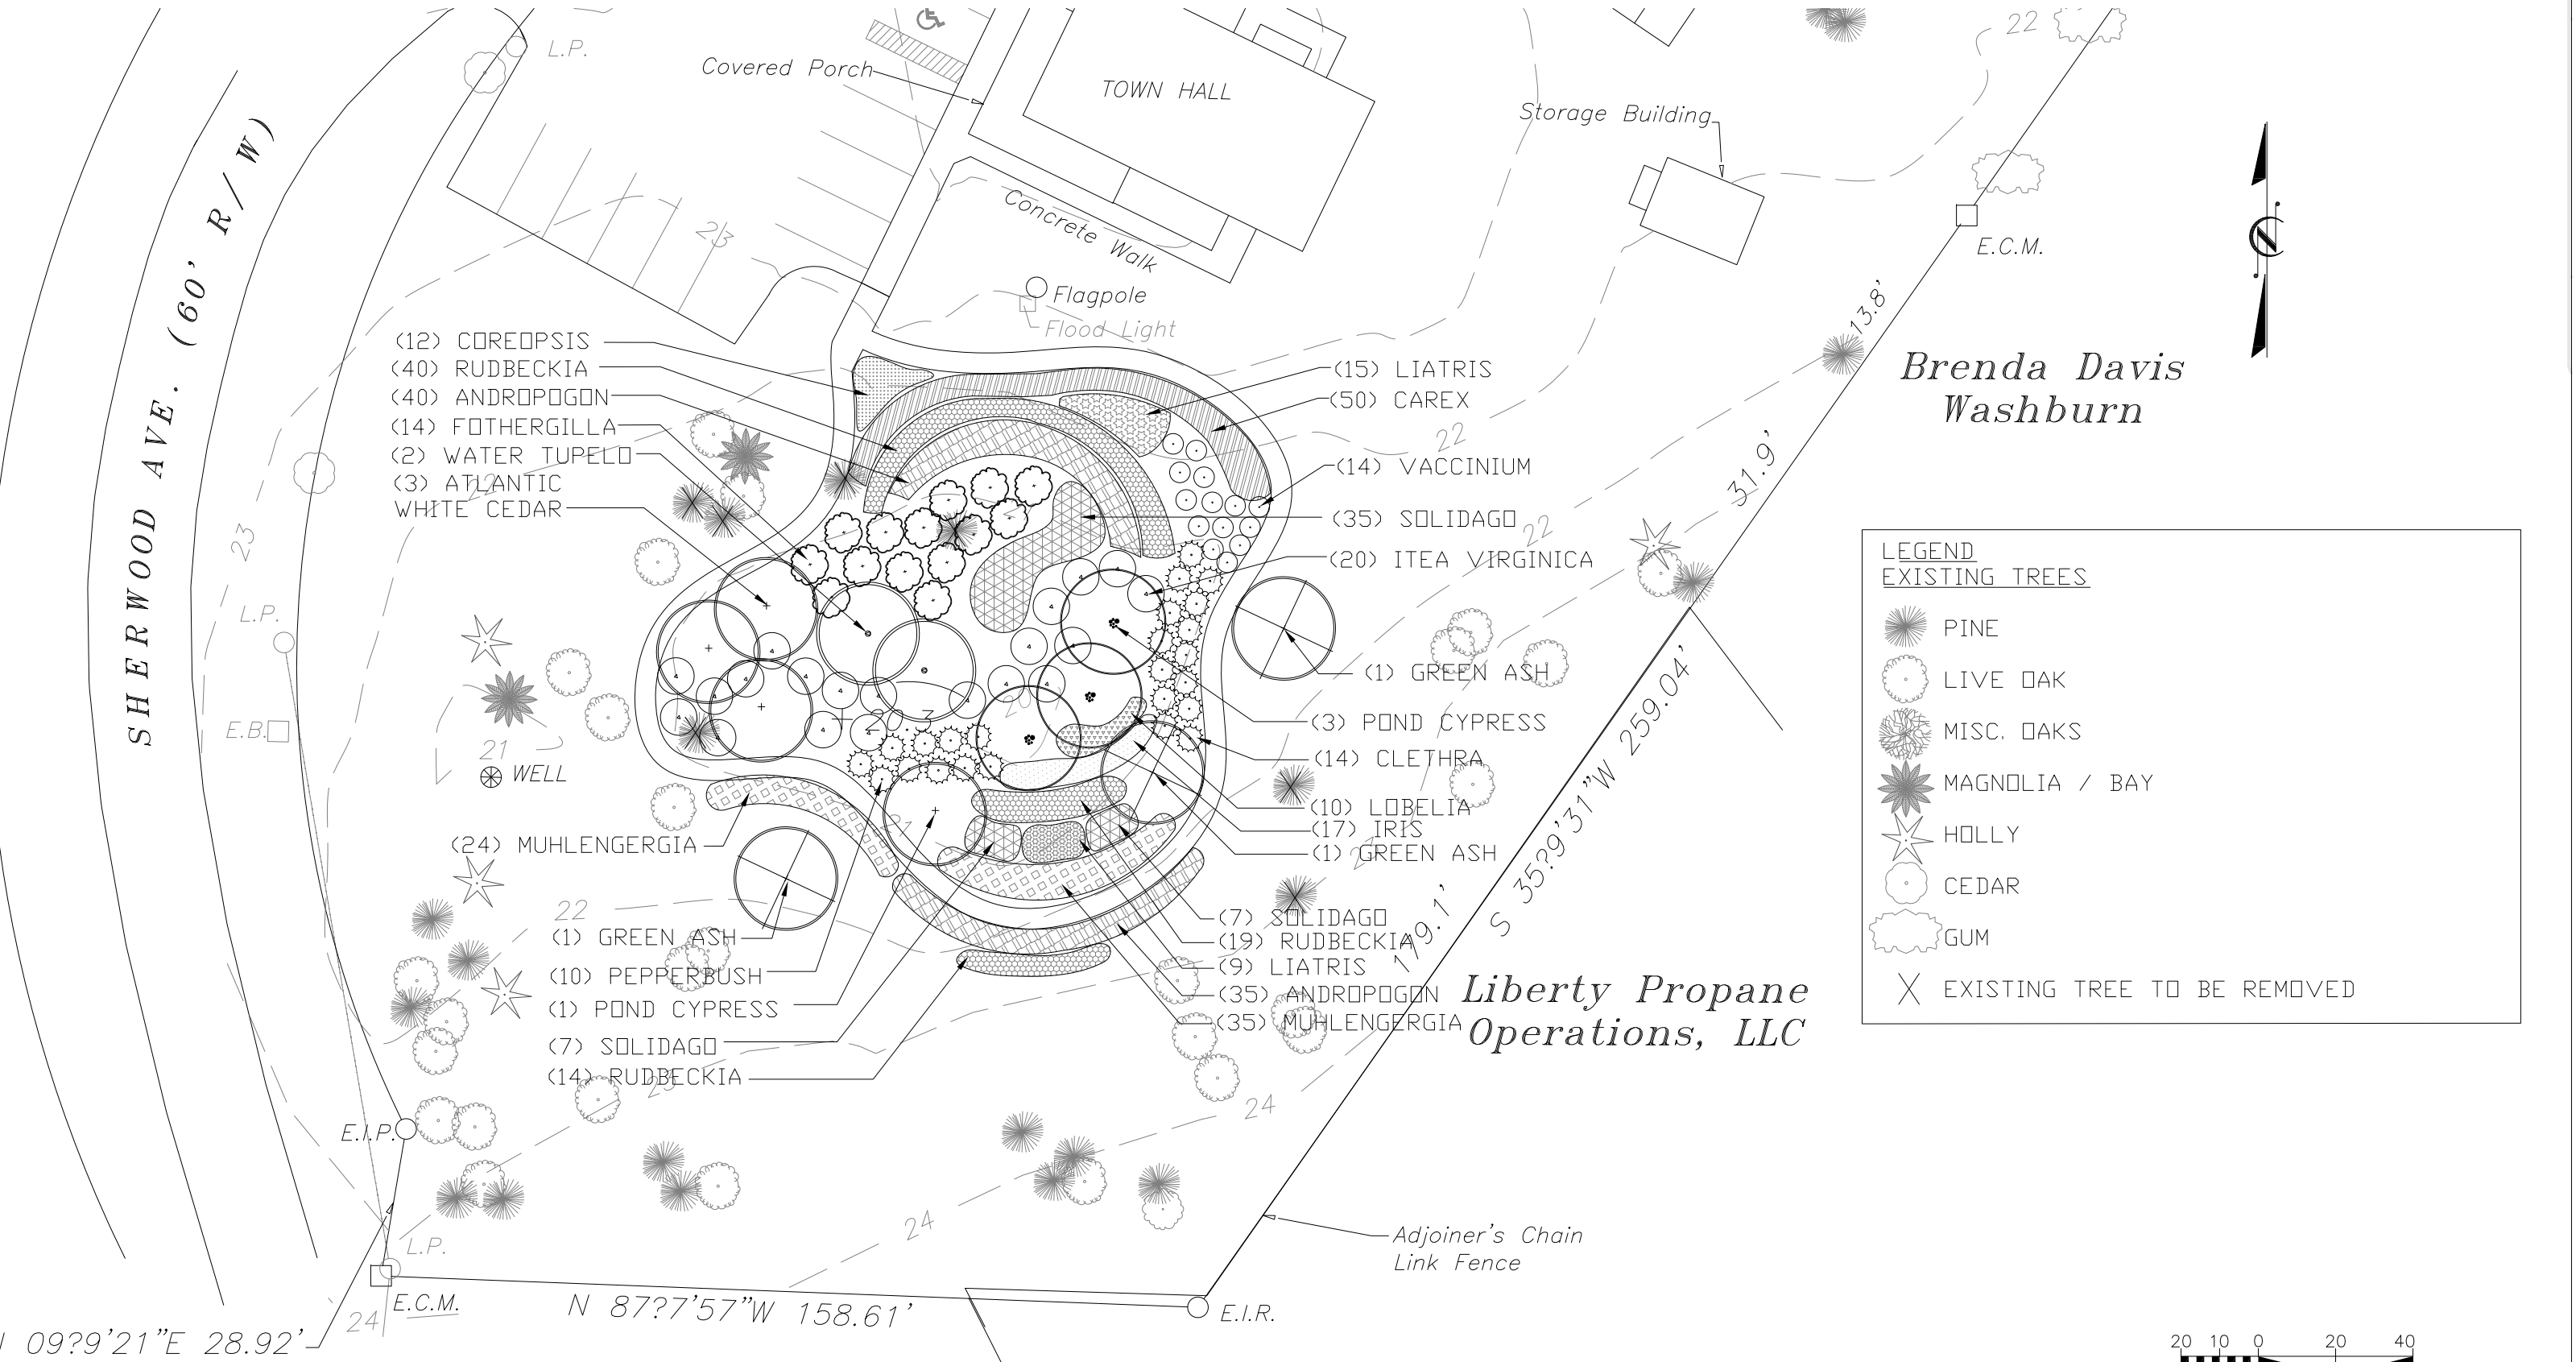 L.P.
Covered Porch
TOWN HALL
Storage Building
22
SHERWOOD AVE. (60' R/W)
23
Concrete Walk
E.C.M.
Flagpole
Flood Light
13.8'
Brenda Davis
Washburn
(12) COREOPSIS
(40) RUDBECKIA
(40) ANDROPOGON
(14) FOTHERGILLA
(2) WATER TUPELO
(3) ATLANTIC
WHITE CEDAR
22
(15) LIATRIS
(50) CAREX
22
(14) VACCINIUM
31.9'
(35) SOLIDAGO
22
(20) ITEA VIRGINICA
23
L.P.
E.B.
21
WELL
20.3
20
(1) GREEN ASH
(3) POND CYPRESS
(14) CLETHRA
(10) LOBELIA
(17) IRIS
(1) GREEN ASH
21
S 35?9'31"W 259.04'
179.1'
(24) MUHLENGERGIA
22
(1) GREEN ASH
(10) PEPPERBUSH
(1) POND CYPRESS
(7) SOLIDAGO
(14) RUDBECKIA
23
(7) SOLIDAGO
(19) RUDBECKIA
(9) LIATRIS
(35) ANDROPOGON
(35) MUHLENGERGIA
Liberty Propane
Operations, LLC
LEGEND
EXISTING TREES
PINE
LIVE OAK
MISC. OAKS
MAGNOLIA / BAY
HOLLY
CEDAR
GUM
EXISTING TREE TO BE REMOVED
24
E.I.P.
24
L.P.
Adjoiner's Chain
Link Fence
E.C.M.
24
N 87?7'57"W 158.61'
E.I.R.
09?9'21"E 28.92'
20 10 0 20 40